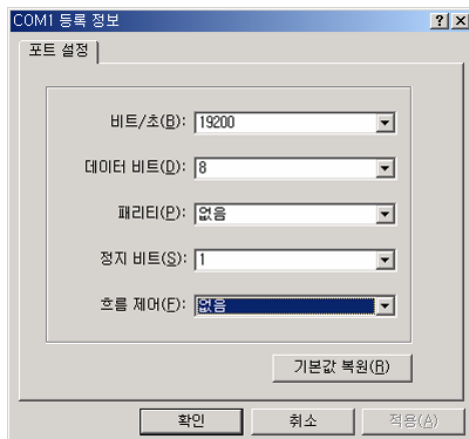 COM1 등록 정보
포트 설정
비트/초(B): 19200
데이터 비트(D): 8
패리티(P): 없음
정지 비트(S): 1
흐름 제어(F): 없음
기본값 복원(R)
확인 취소 적용(A)